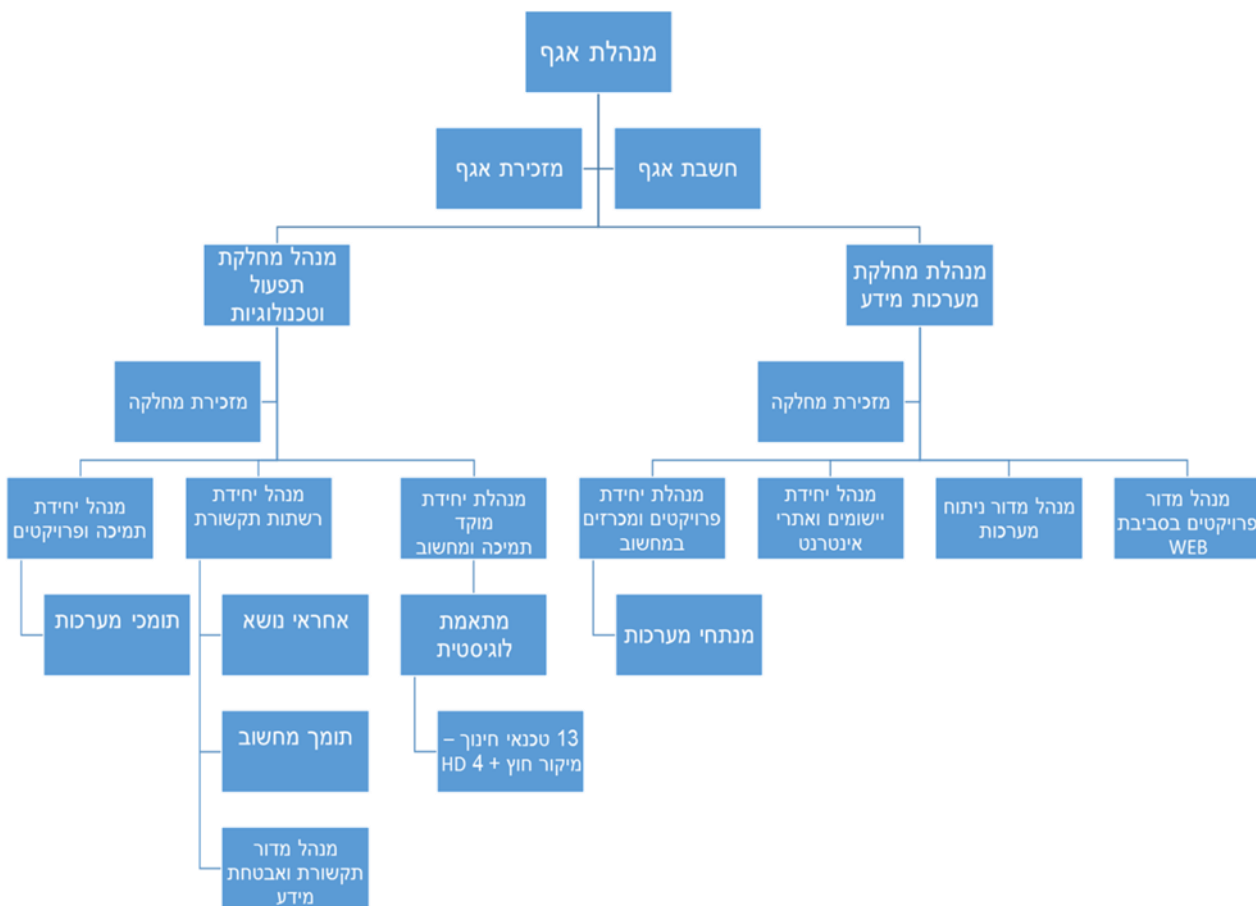 מנהלת אגף
חשבת אגף
מזכירת אגף
מנהלת מחלקת
מערכות מידע
מנהל מחלקת
תפעול
וטכנולוגיות
מזכירת מחלקה
מזכירת מחלקה
מנהל מדור
פרויקטים בסביבת
WEB
מנהל מדור ניתוח
מערכות
מנהל יחידת
יישומים ואתרי
אינטרנט
מנהלת יחידת
פרויקטים ומכרזים
במחשוב
מנהלת יחידת
מוקד
תמיכה ומחשוב
מנהל יחידת
רשתות תקשורת
מנהל יחידת
תמיכה ופרויקטים
מנתחי מערכות
מתאמת
לוגיסטית
אחראי נושא
תומכי מערכות
13 טכנאי חינוך –
מיקור חוץ + 4 HD
תומך מחשוב
מנהל מדור
תקשורת ואבטחת
מידע